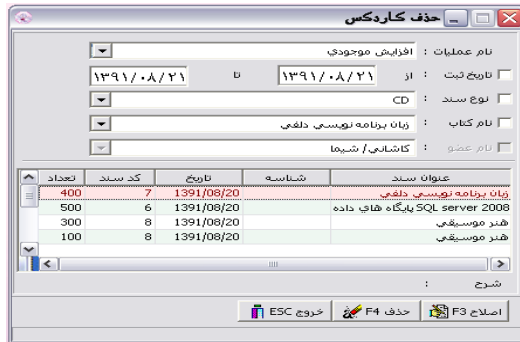 حذف کاردکس
نام عملیات : افزایش موجودی
تاریخ ثبت : از ۱۳۹۱/۰۸/۲۱ تا ۱۳۹۱/۰۸/۲۱
نوع سند : CD
نام کتاب : زبان برنامه نویسی دلفی
نام عضو : کاشانی/ شیما
عنوان سند شناسه تاریخ کد سند تعداد
زبان برنامه نویسی دلفی 1391/08/20 7 400
SQL server 2008 پایگاه های داده 1391/08/20 6 500
هنر موسیقی 1391/08/20 8 300
هنر موسیقی 1391/08/20 8 100
شرح :
اصلاح F3 حذف F4 خروج ESC